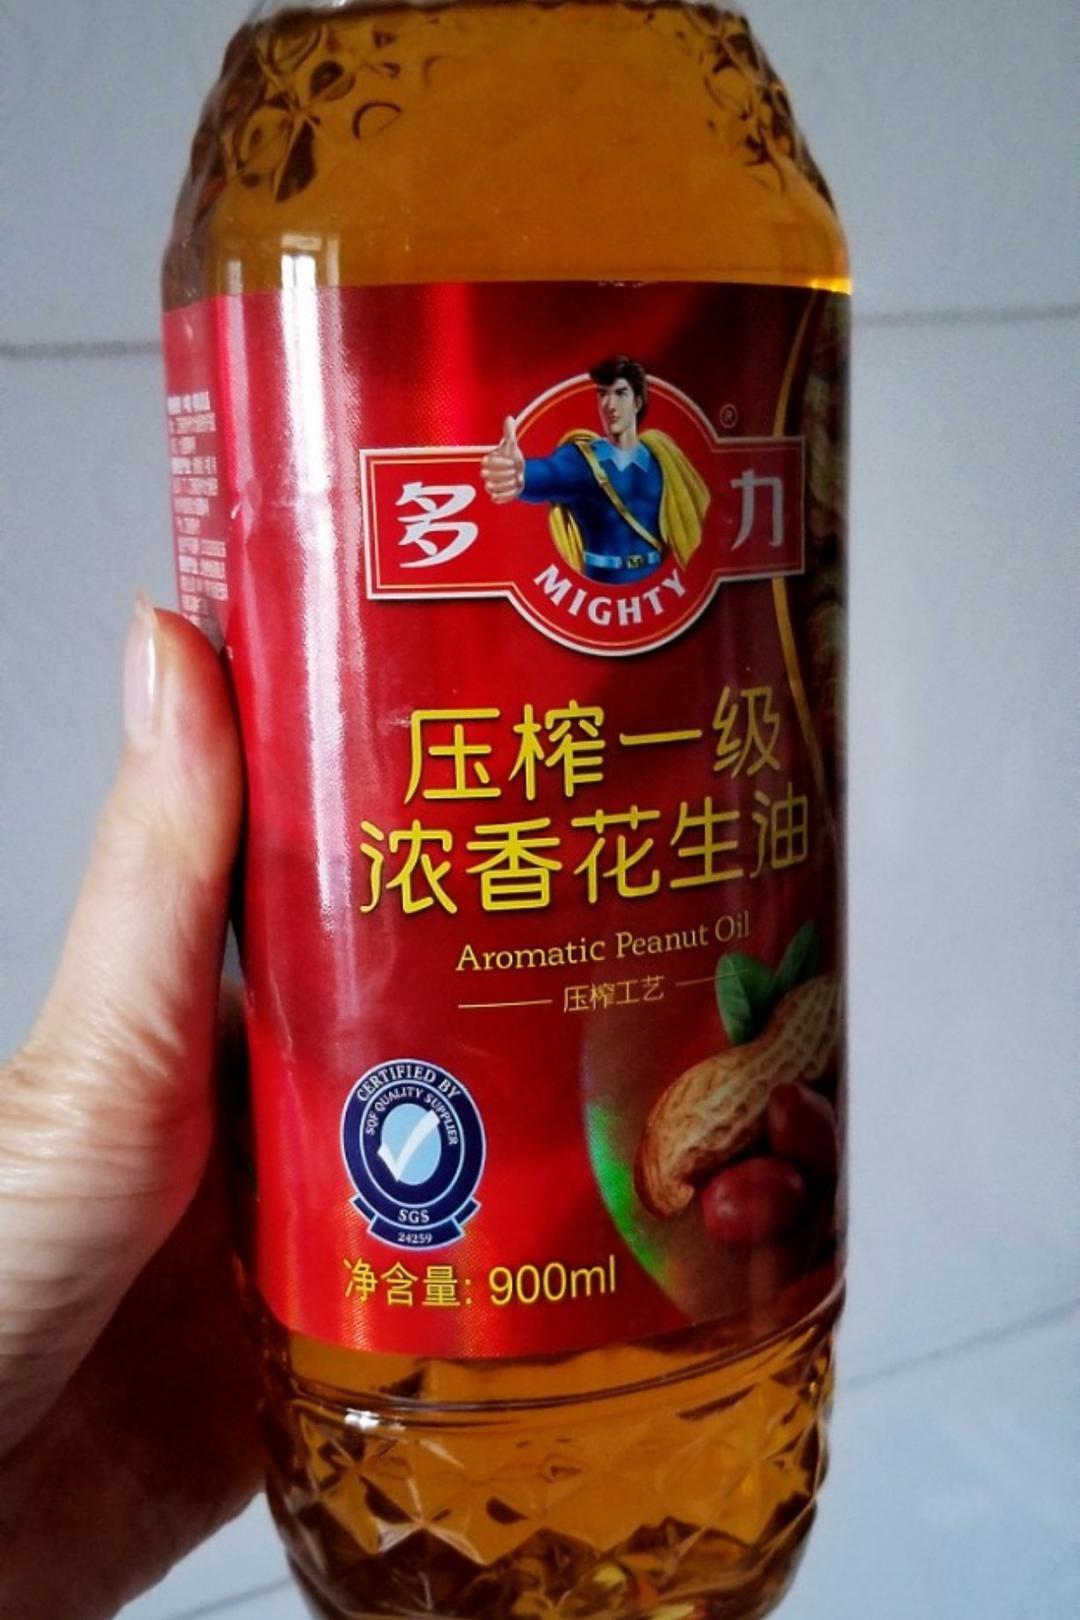 多 力
®
MIGHTY
压榨一级
浓香花生油
Aromatic Peanut Oil
压榨工艺
CERTIFIED BY
SQF QUALITY SUPPLIER
SGS
24259
净含量: 900ml